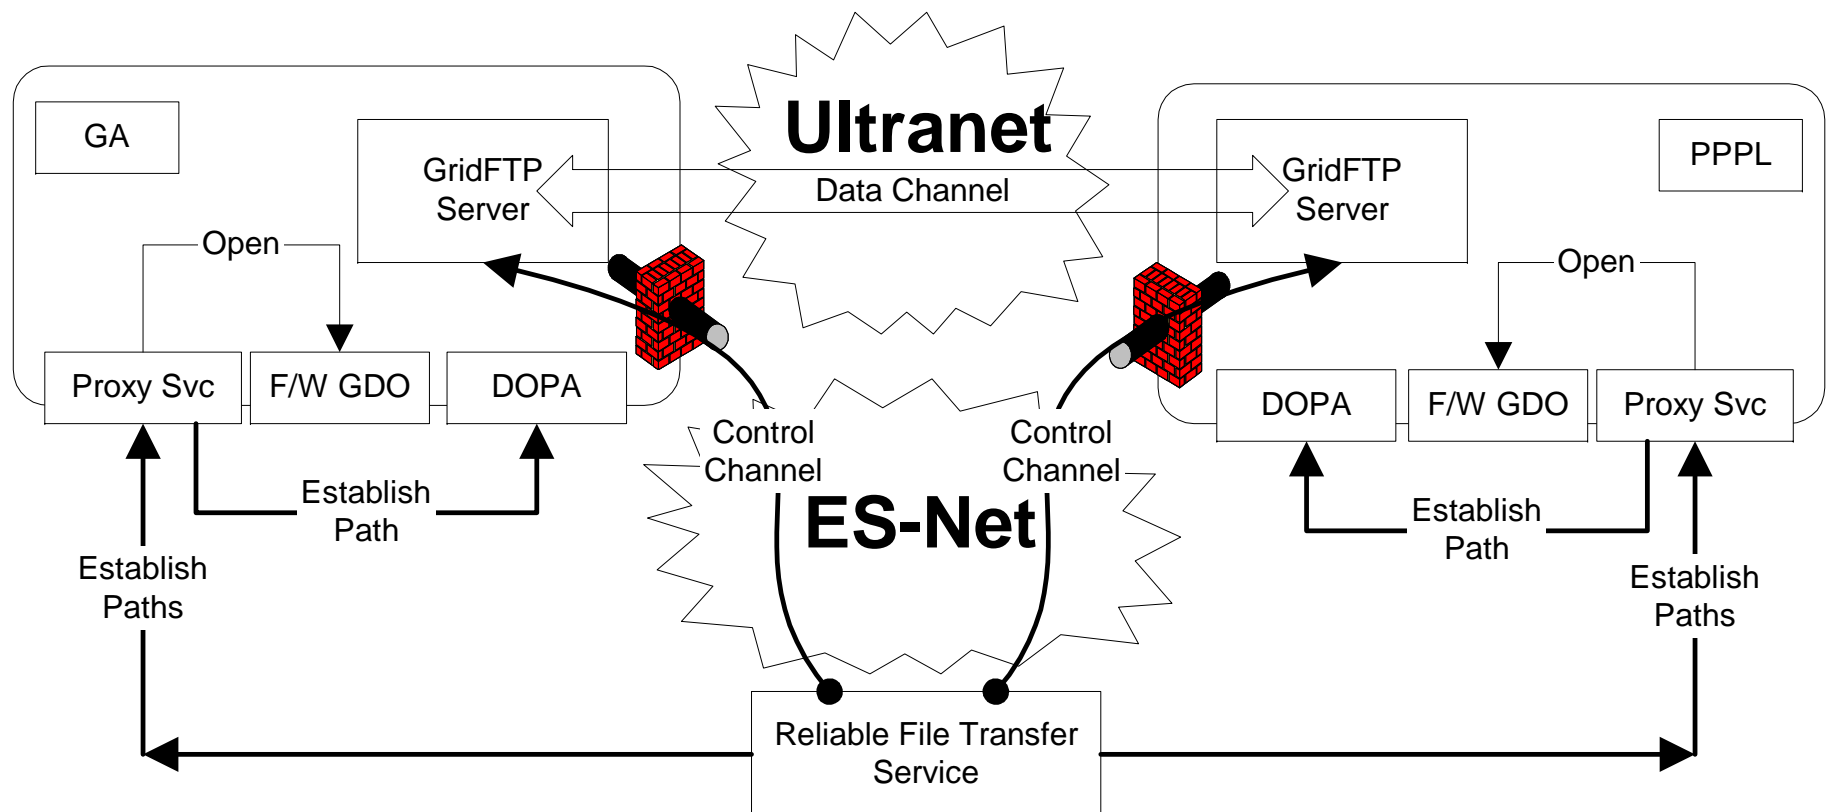 Ultranet
GA
PPPL
GridFTP
Server
Data Channel
GridFTP
Server
Open
Open
Proxy Svc
F/W GDO
DOPA
DOPA
F/W GDO
Proxy Svc
Control
Channel
Control
Channel
ES-Net
Establish
Path
Establish
Path
Establish
Paths
Establish
Paths
Reliable File Transfer
Service